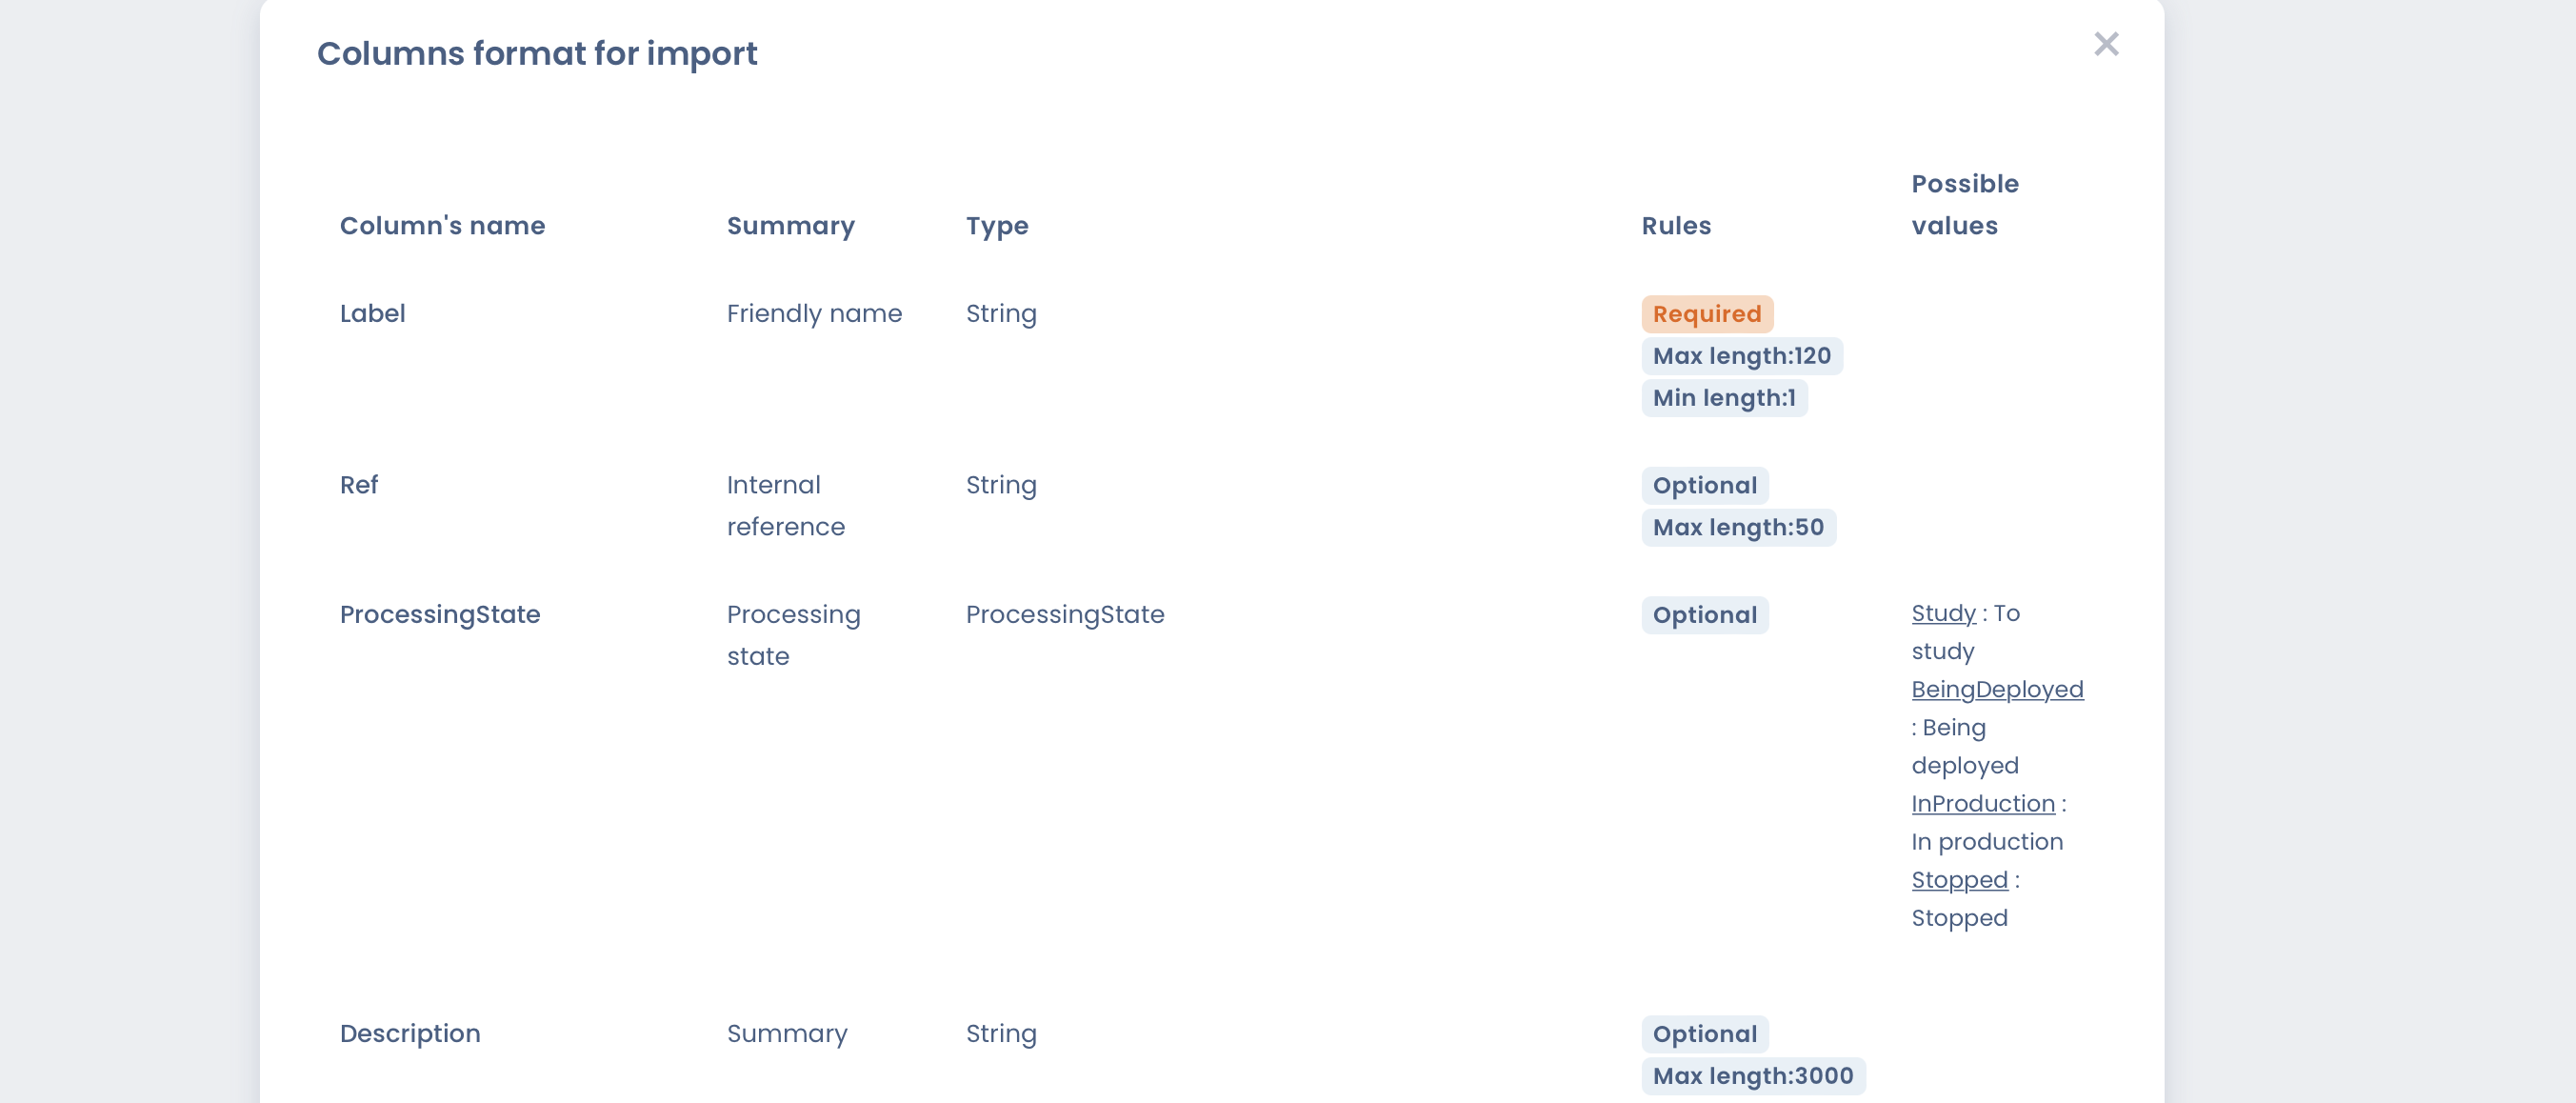 Columns format for import
Column's name Summary Type Rules Possible values
Label Friendly name String Required
Max length:120
Min length:1
Ref Internal reference String Optional
Max length:50
ProcessingState Processing state ProcessingState Optional Study : To
study
BeingDeployed
: Being
deployed
InProduction :
In production
Stopped :
Stopped
Description Summary String Optional
Max length:3000